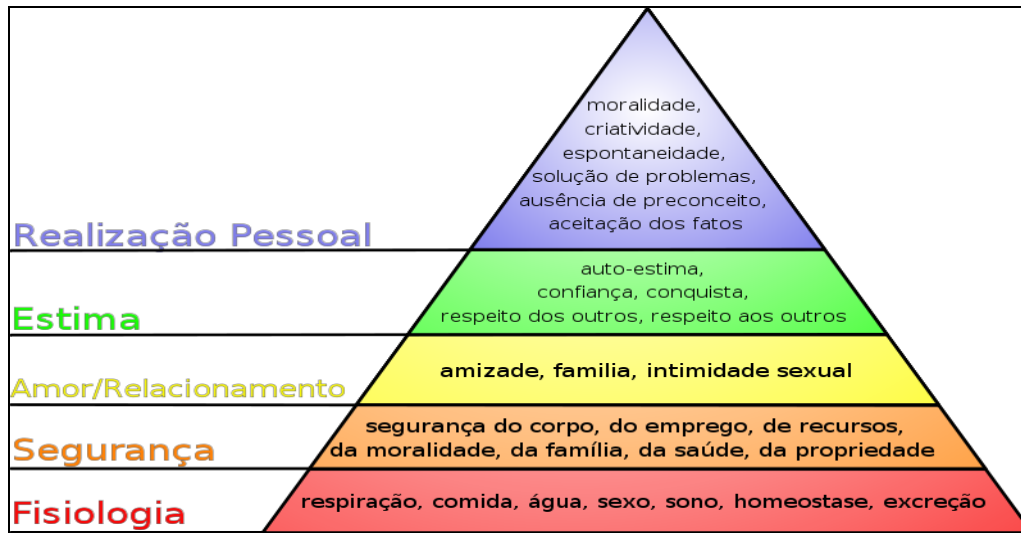 moralidade,
criatividade,
espontaneidade,
solução de problemas,
ausência de preconceito,
aceitação dos fatos
Realização Pessoal
auto-estima,
confiança, conquista,
respeito dos outros, respeito aos outros
Estima
amizade, familia, intimidade sexual
Amor/Relacionamento
segurança do corpo, do emprego, de recursos,
da moralidade, da família, da saúde, da propriedade
Segurança
respiração, comida, água, sexo, sono, homeostase, excreção
Fisiologia